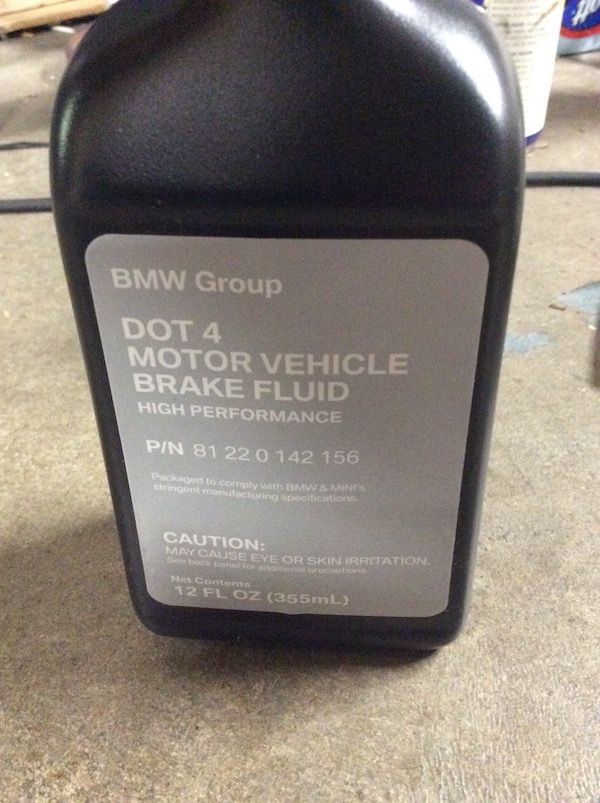 BMW Group
DOT 4
MOTOR VEHICLE
BRAKE FLUID
HIGH PERFORMANCE
P/N 81 22 0 142 156
Packaged to comply with BMW & MINI's
stringent manufacturing specifications.
CAUTION:
MAY CAUSE EYE OR SKIN IRRITATION.
See back panel for additional precautions.
Net Contents
12 FL OZ (355mL)